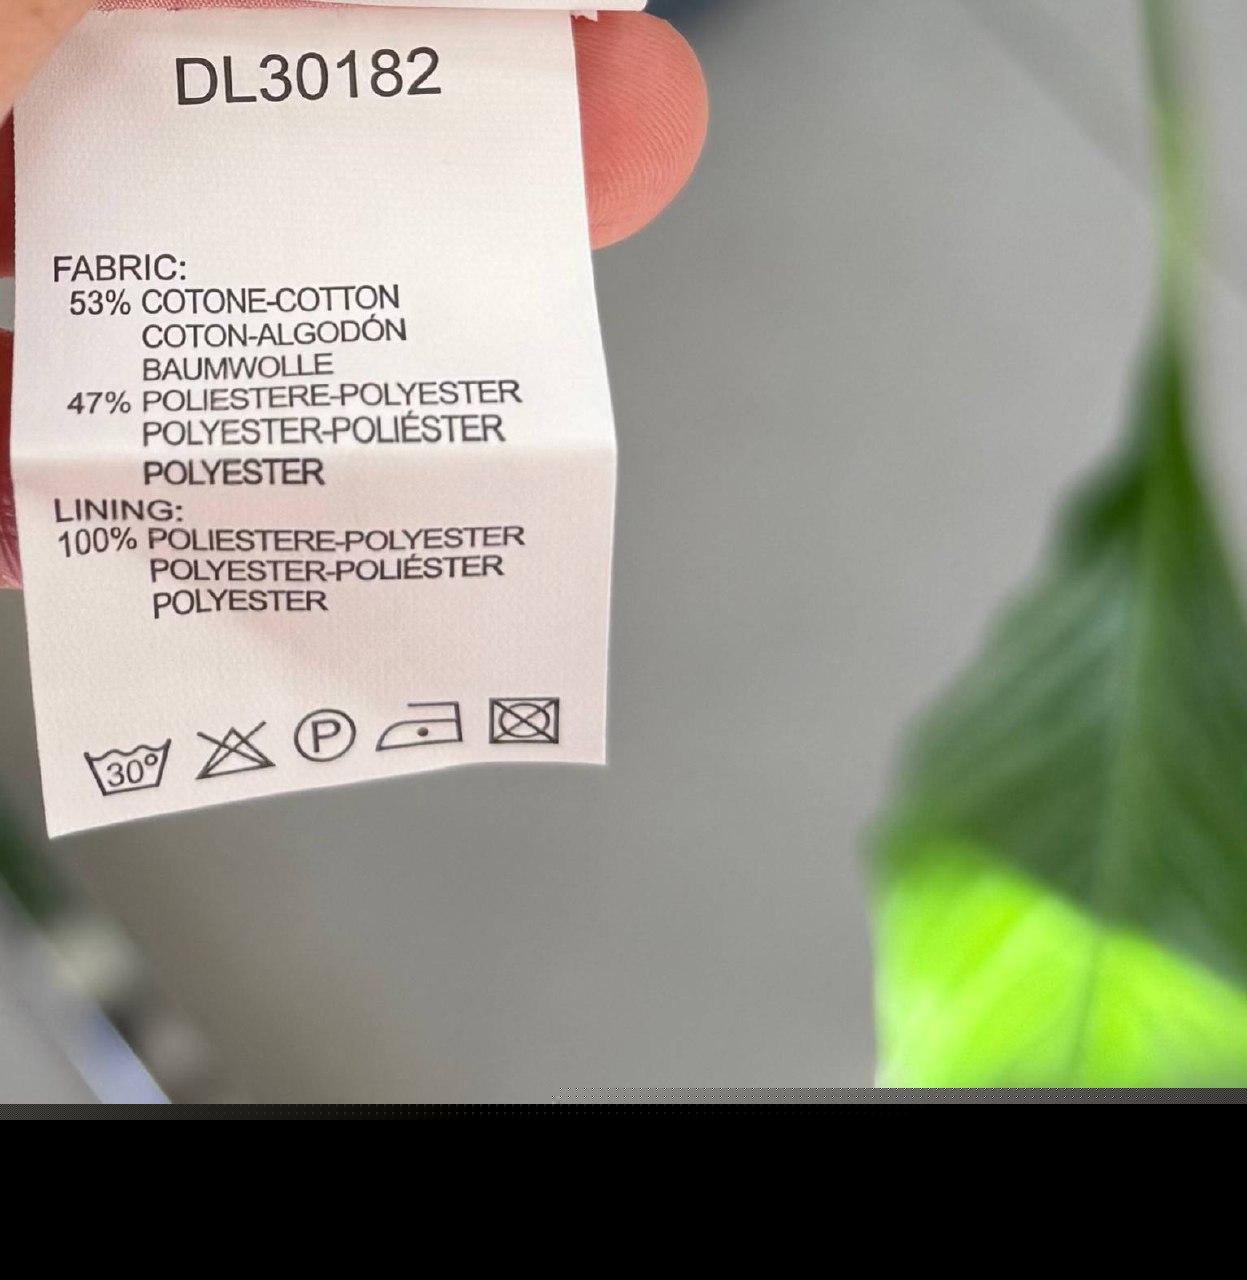 DL30182
FABRIC:
53% COTONE-COTTON
COTON-ALGODÓN
BAUMWOLLE
47% POLIESTERE-POLYESTER
POLYESTER-POLIÉSTER
POLYESTER
LINING:
100% POLIESTERE-POLYESTER
POLYESTER-POLIÉSTER
POLYESTER
30° P